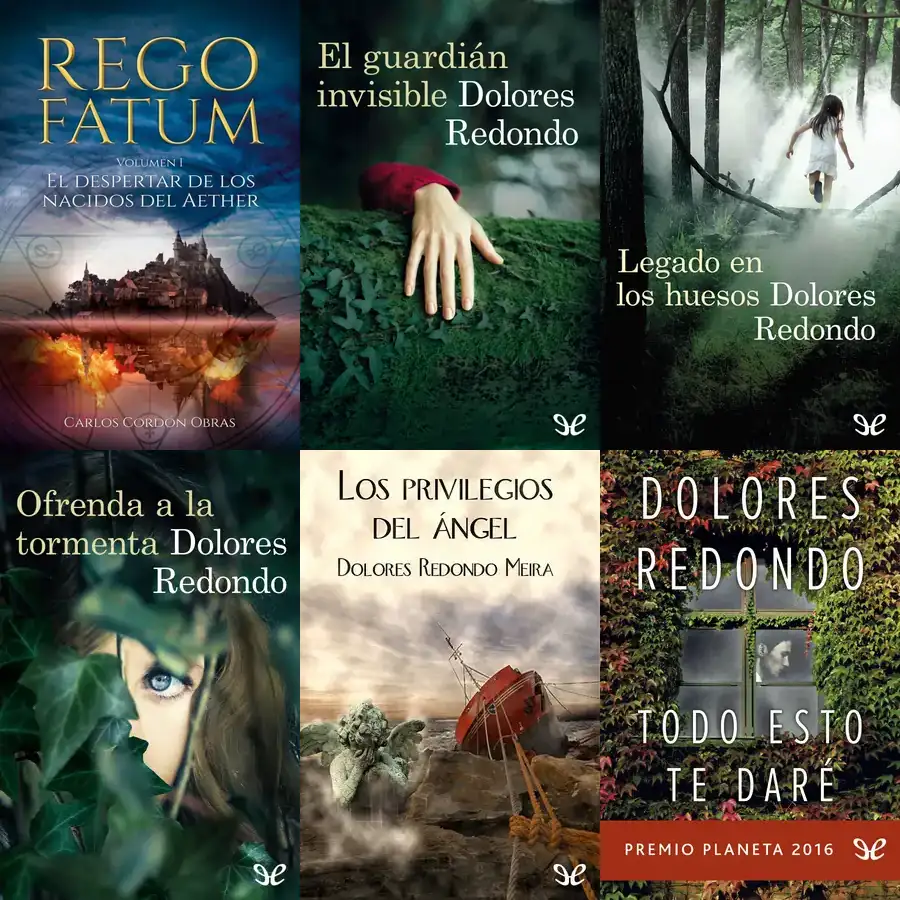 REGO
FATUM
VOLUMEN I
EL DESPERTAR DE LOS
NACIDOS DEL AETHER
CARLOS CORDON OBRAS
El guardián
invisible Dolores
Redondo
Legado en
los huesos Dolores
Redondo
Ofrenda a la
tormenta Dolores
Redondo
LOS PRIVILEGIOS
DEL ÁNGEL
DOLORES REDONDO MEIRA
DOLORES
REDONDO
TODO ESTO
TE DARÉ
PREMIO PLANETA 2016